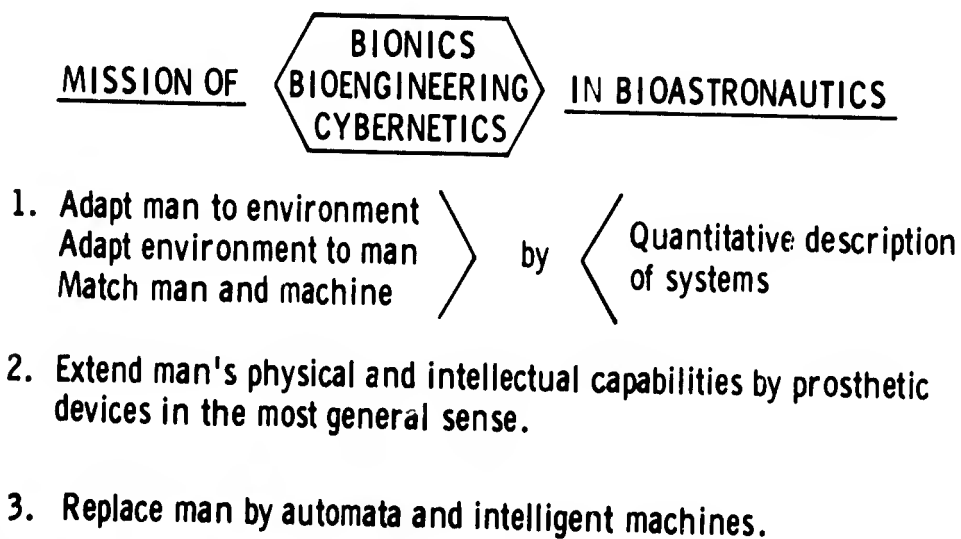 MISSION OF
BIONICS
BIOENGINEERING
CYBERNETICS
IN BIOASTRONAUTICS
1. Adapt man to environment
Adapt environment to man
Match man and machine
by
Quantitative description
of systems
2. Extend man's physical and intellectual capabilities by prosthetic
devices in the most general sense.
3. Replace man by automata and intelligent machines.